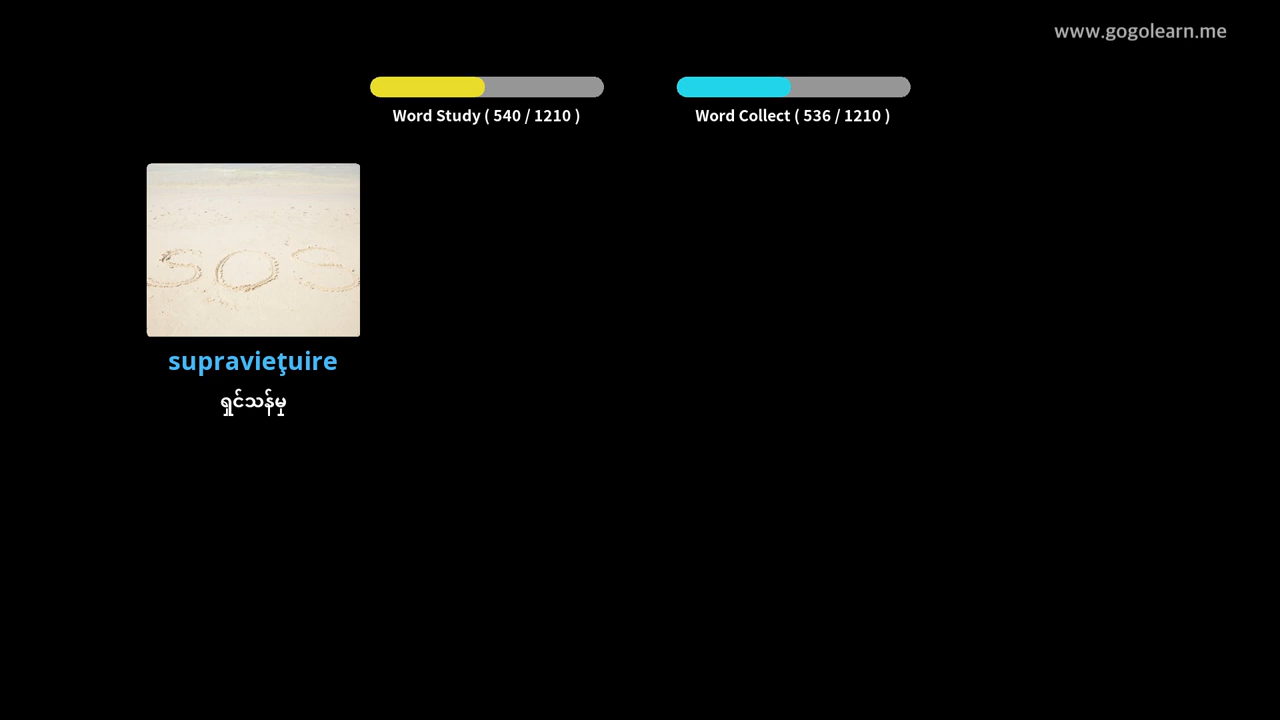 www.gogolearn.me
Word Study ( 540 / 1210 )
Word Collect ( 536 / 1210 )
SOS
supravieţuire
ရှင်သန်မှု